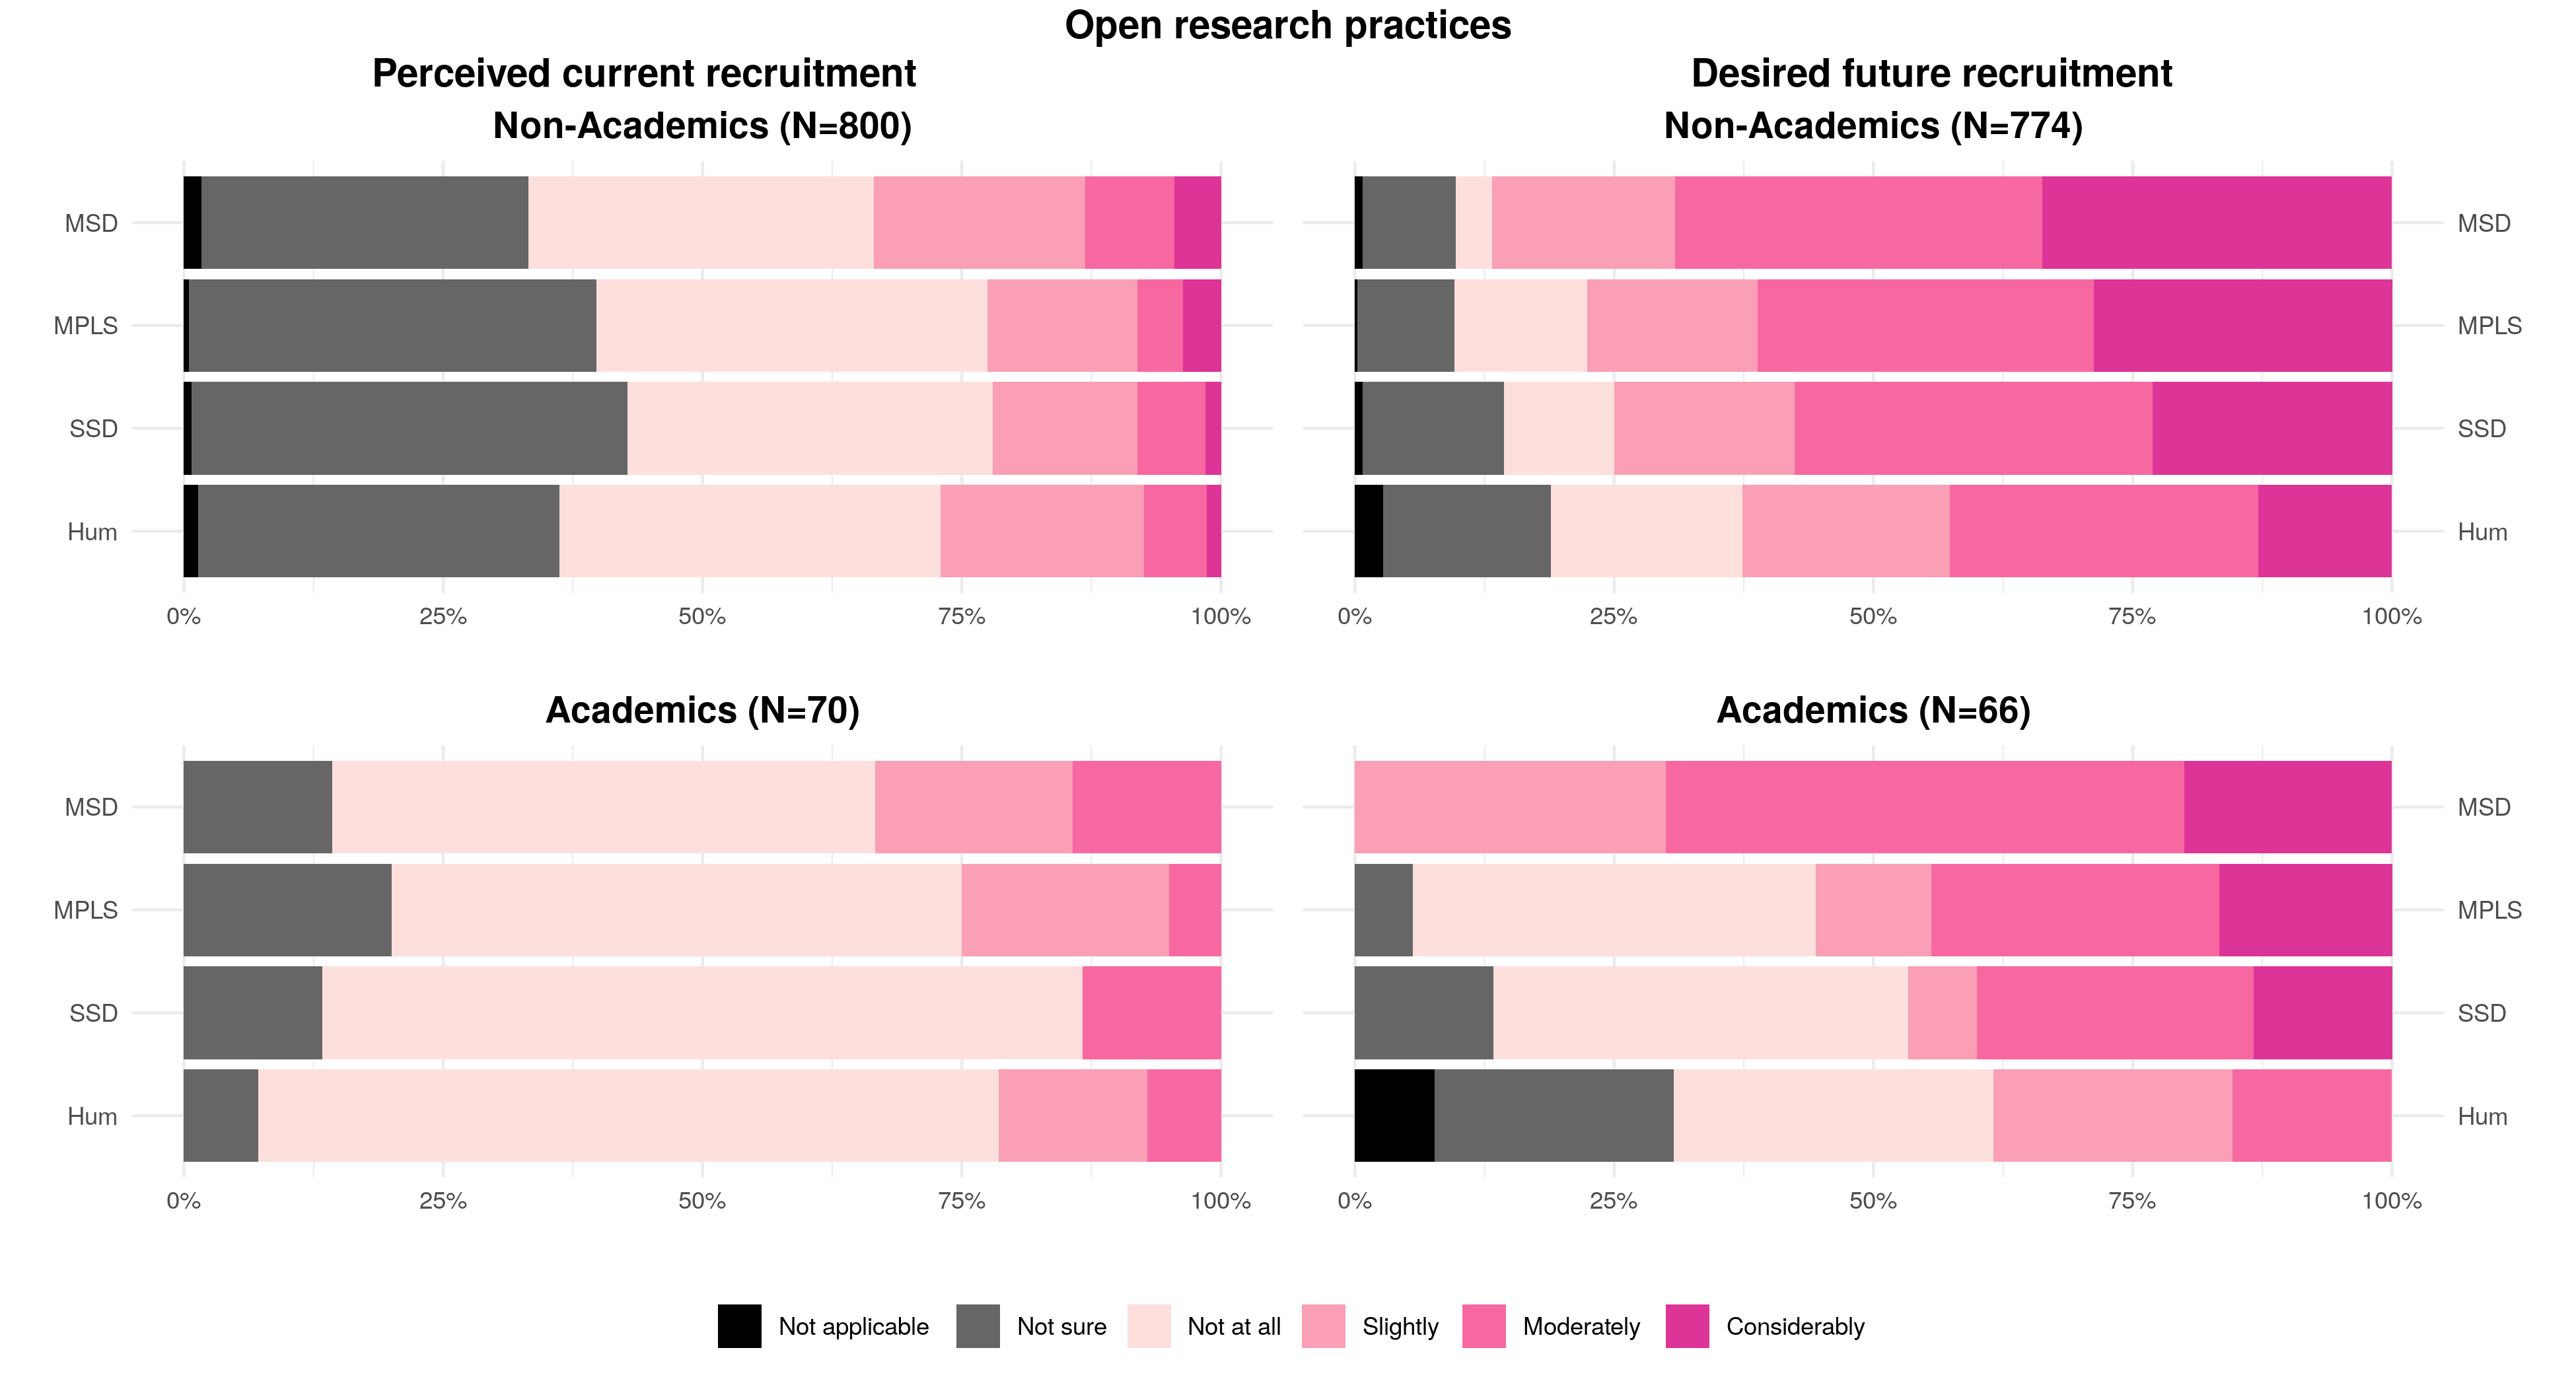 Open research practices
Perceived current recruitment
Desired future recruitment
Non-Academics (N=800)
Non-Academics (N=774)
MSD
MPLS
SSD
Hum
0% 25% 50% 75% 100%
MSD
MPLS
SSD
Hum
0% 25% 50% 75% 100%
Academics (N=70)
Academics (N=66)
MSD
MPLS
SSD
Hum
0% 25% 50% 75% 100%
MSD
MPLS
SSD
Hum
0% 25% 50% 75% 100%
Not applicable Not sure Not at all Slightly Moderately Considerably